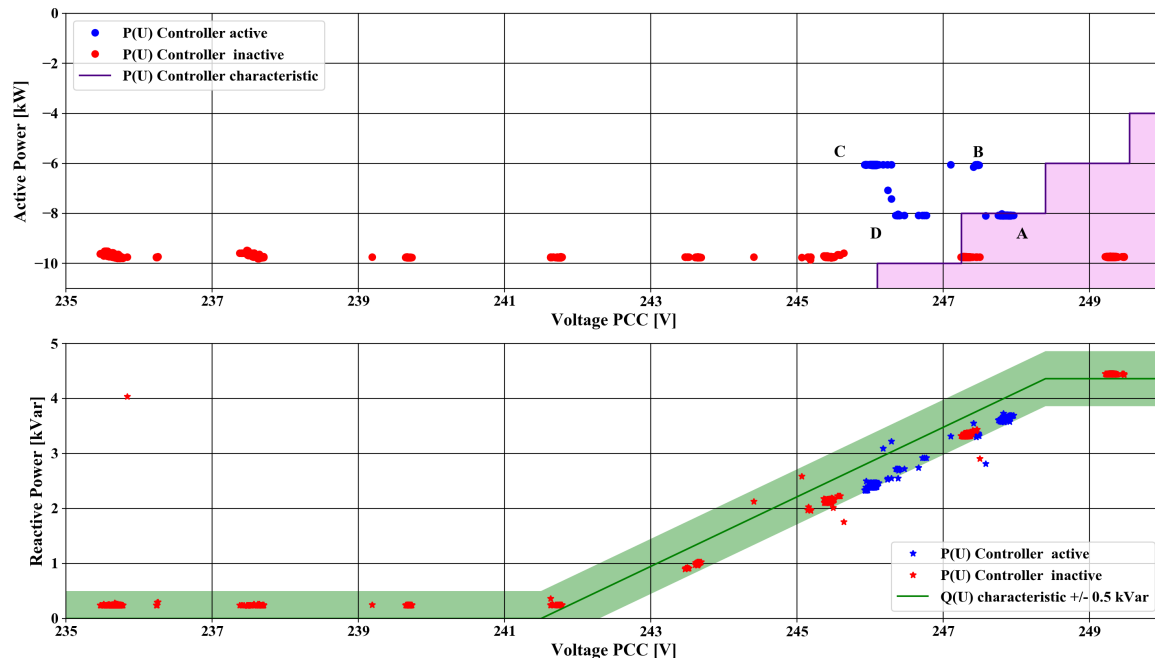 0
−2
−4
−6
−8
−10
Active Power [kW]
P(U) Controller active
P(U) Controller  inactive
P(U) Controller characteristic
C
B
D
A
235
237
239
241
243
245
247
249
Voltage PCC [V]
5
4
3
2
1
0
Reactive Power [kVar]
P(U) Controller  active
P(U) Controller  inactive
Q(U) characteristic +/- 0.5 kVar
235
237
239
241
243
245
247
249
Voltage PCC [V]